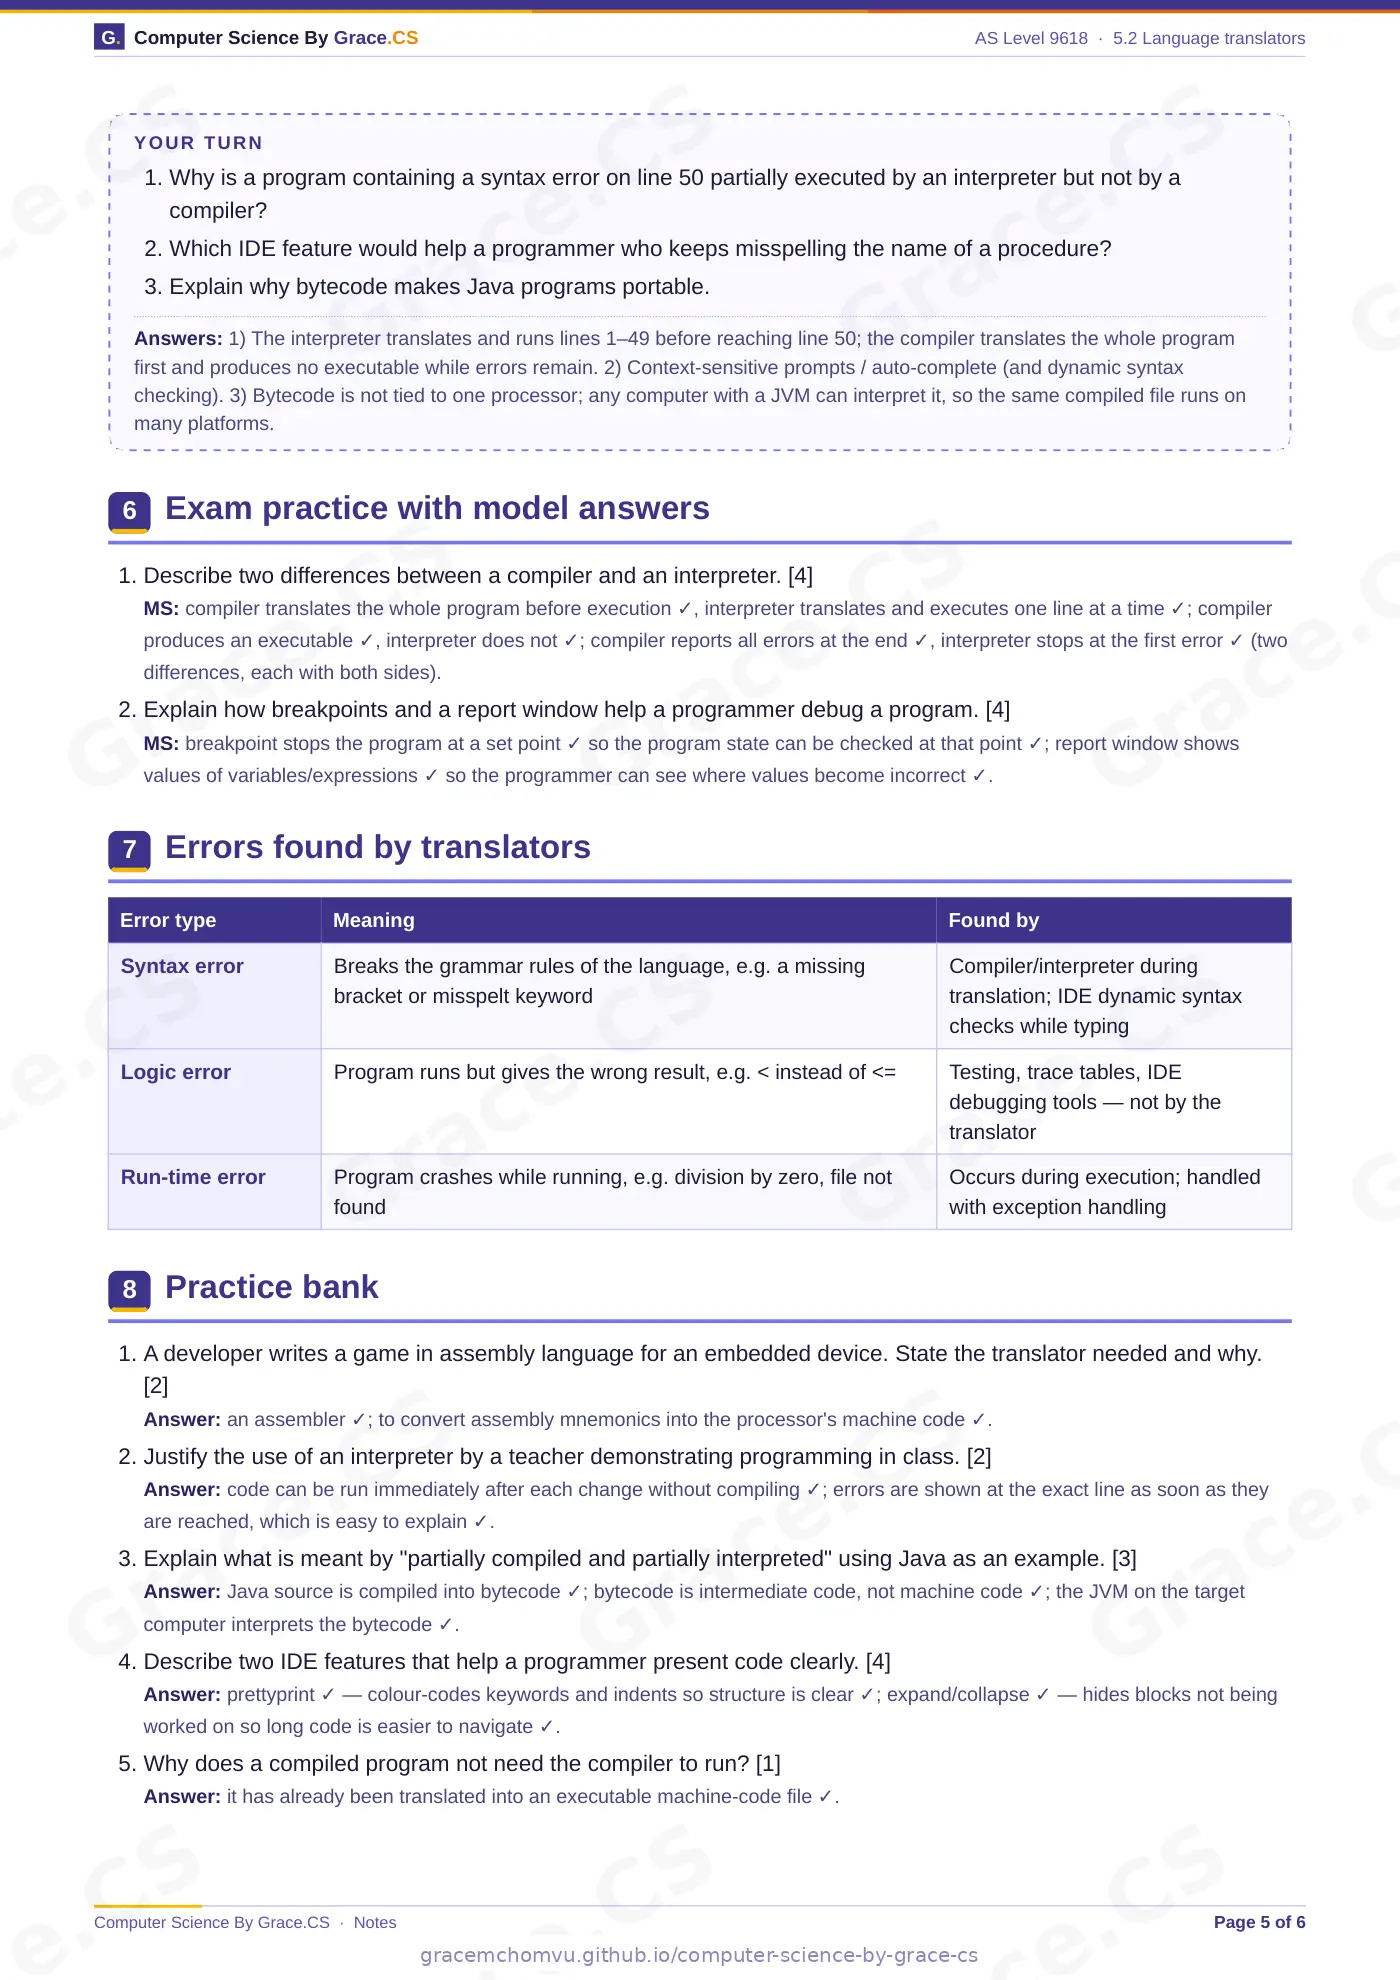 G. Computer Science By Grace.CS
AS Level 9618 · 5.2 Language translators
YOUR TURN
1. Why is a program containing a syntax error on line 50 partially executed by an interpreter but not by a
compiler?
2. Which IDE feature would help a programmer who keeps misspelling the name of a procedure?
3. Explain why bytecode makes Java programs portable.
Answers: 1) The interpreter translates and runs lines 1–49 before reaching line 50; the compiler translates the whole program
first and produces no executable while errors remain. 2) Context-sensitive prompts / auto-complete (and dynamic syntax
checking). 3) Bytecode is not tied to one processor; any computer with a JVM can interpret it, so the same compiled file runs on
many platforms.
6 Exam practice with model answers
1. Describe two differences between a compiler and an interpreter. [4]
MS: compiler translates the whole program before execution ✓, interpreter translates and executes one line at a time ✓; compiler
produces an executable ✓, interpreter does not ✓; compiler reports all errors at the end ✓, interpreter stops at the first error ✓ (two
differences, each with both sides).
2. Explain how breakpoints and a report window help a programmer debug a program. [4]
MS: breakpoint stops the program at a set point ✓ so the program state can be checked at that point ✓; report window shows
values of variables/expressions ✓ so the programmer can see where values become incorrect ✓.
7 Errors found by translators
Error type Meaning Found by
Syntax error Breaks the grammar rules of the language, e.g. a missing
bracket or misspelt keyword
Compiler/interpreter during
translation; IDE dynamic syntax
checks while typing
Logic error Program runs but gives the wrong result, e.g. < instead of <=
Testing, trace tables, IDE
debugging tools — not by the
translator
Run-time error Program crashes while running, e.g. division by zero, file not
found
Occurs during execution; handled
with exception handling
8 Practice bank
1. A developer writes a game in assembly language for an embedded device. State the translator needed and why.
[2]
Answer: an assembler ✓; to convert assembly mnemonics into the processor's machine code ✓.
2. Justify the use of an interpreter by a teacher demonstrating programming in class. [2]
Answer: code can be run immediately after each change without compiling ✓; errors are shown at the exact line as soon as they
are reached, which is easy to explain ✓.
3. Explain what is meant by "partially compiled and partially interpreted" using Java as an example. [3]
Answer: Java source is compiled into bytecode ✓; bytecode is intermediate code, not machine code ✓; the JVM on the target
computer interprets the bytecode ✓.
4. Describe two IDE features that help a programmer present code clearly. [4]
Answer: prettyprint ✓ — colour-codes keywords and indents so structure is clear ✓; expand/collapse ✓ — hides blocks not being
worked on so long code is easier to navigate ✓.
5. Why does a compiled program not need the compiler to run? [1]
Answer: it has already been translated into an executable machine-code file ✓.
Computer Science By Grace.CS · Notes
Page 5 of 6
gracemchomvu.github.io/computer-science-by-grace-cs